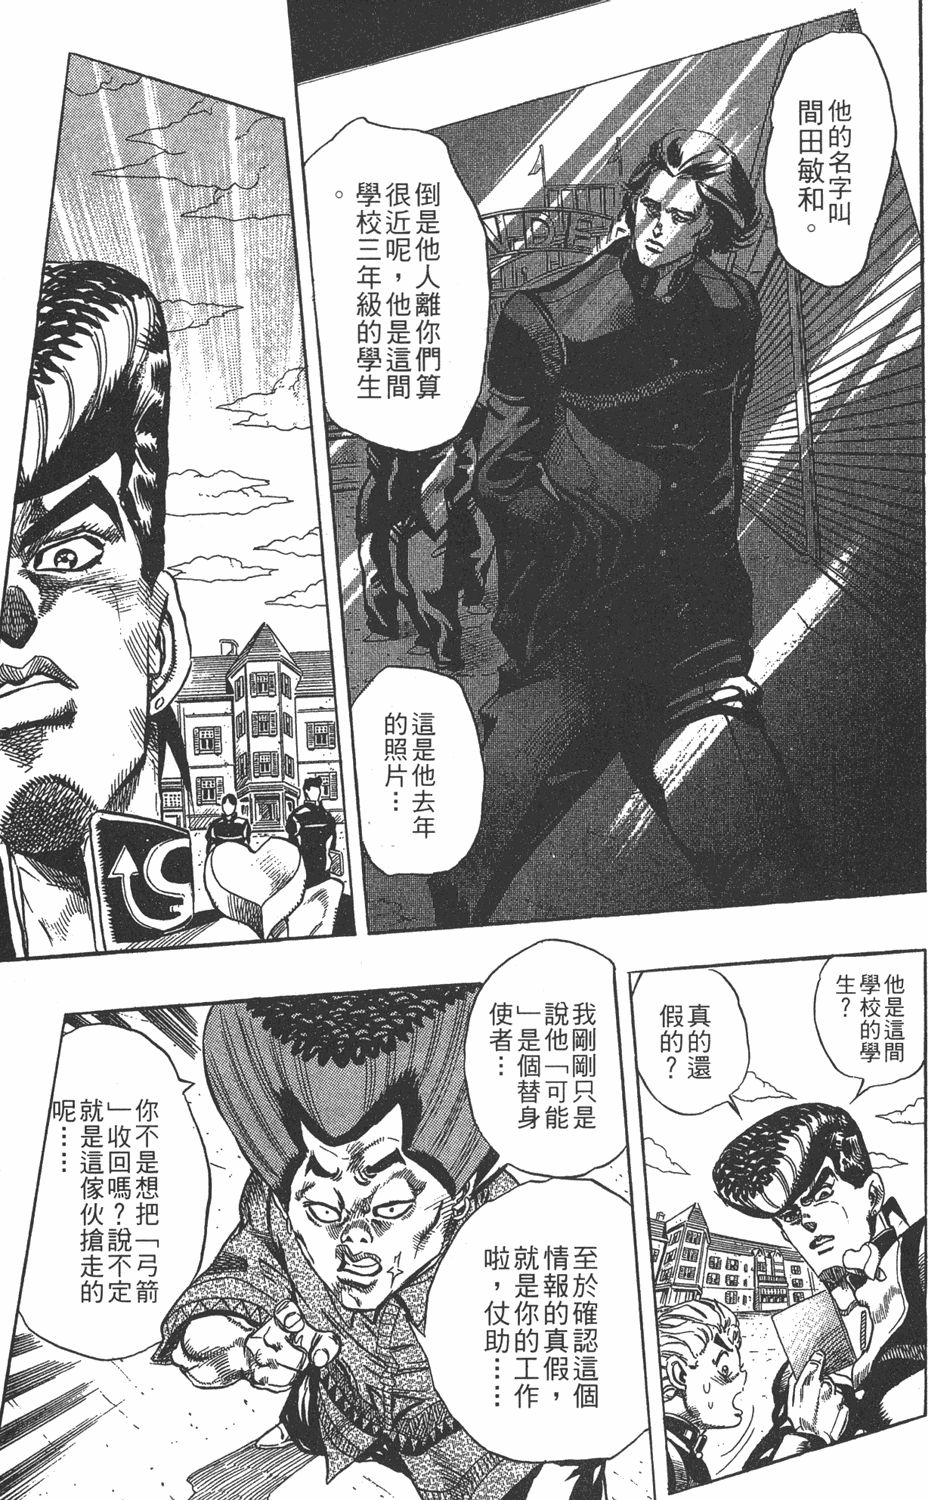 他的名字叫
間田敏和。
倒是他人離你們算
很近呢，他是這間
學校三年級的學生
。
這是他去年
的照片…
他是這間
學校的學
生？
真的還
假的？
我剛剛只是
說他「可能
」是個替身
使者…
至於確認這個
情報的真假，
就是你的工作
啦，仗助……
你不是想把「弓箭
」收回嗎？說不定
就是這傢伙搶走的
呢……